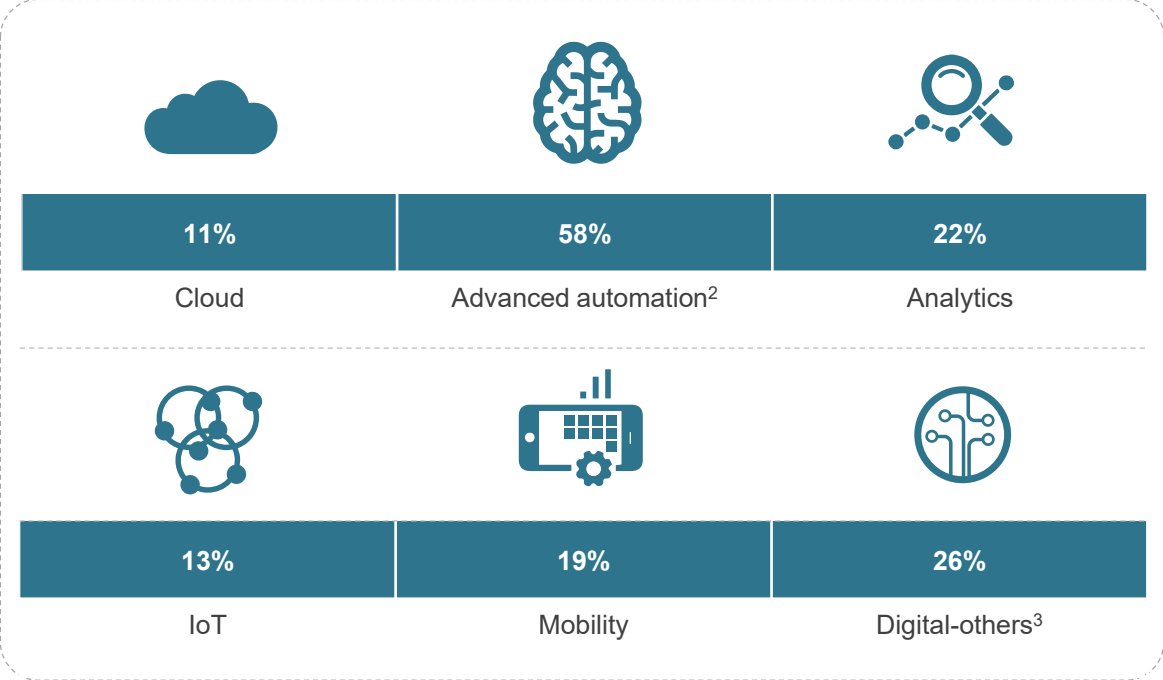 11% 58% 22%
Cloud Advanced automation² Analytics
13% 19% 26%
IoT Mobility Digital-others³